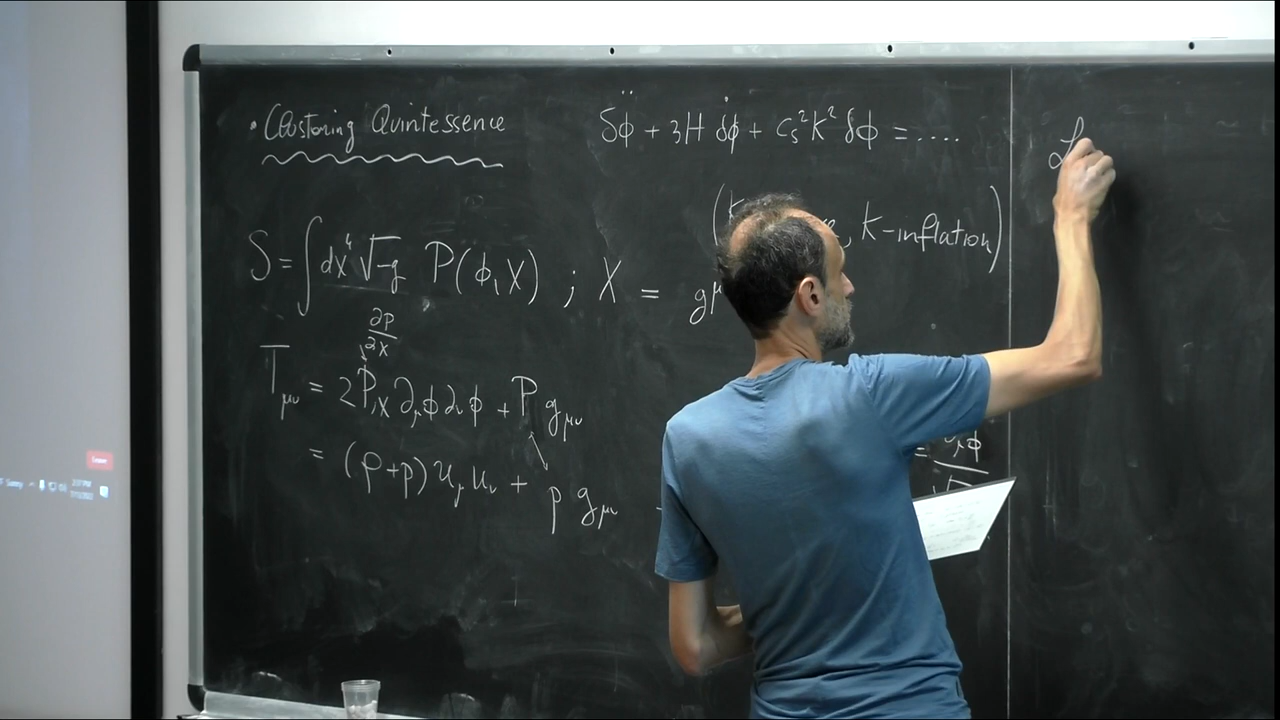 • Clustering Quintessence
δφ̈ + 3H δφ̇ + c_s² k² δφ = ....
, k-inflation)
S = ∫ dx⁴ √-g P(φ, X) ; X = g^μ
∂P/∂X
T_μν = 2P,X ∂_μφ ∂_νφ + P g_μν
= (ρ+p) u_μ u_ν + p g_μν
ℒ